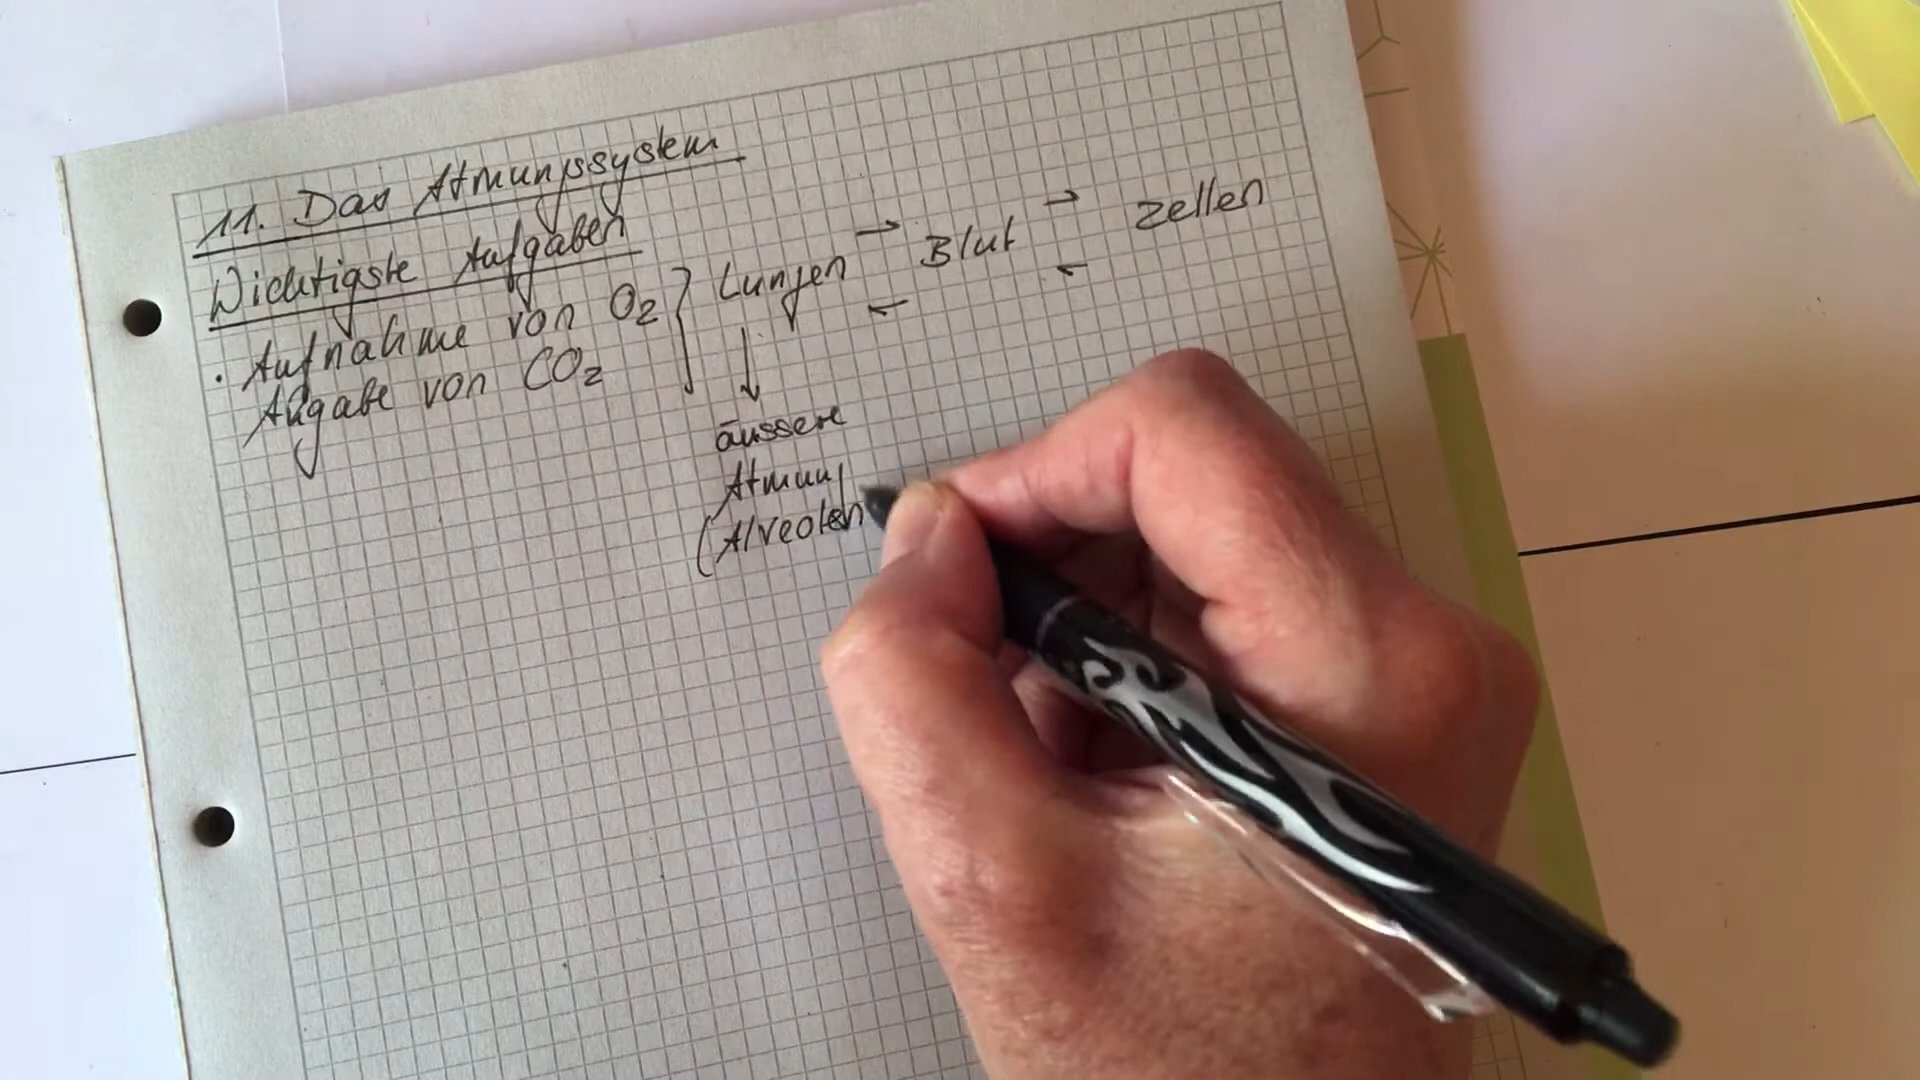 11. Das Atmungssystem
Wichtigste Aufgaben
· Aufnahme von O₂ } Lungen → Blut → Zellen
← ←
Abgabe von CO₂
↓
äussere
Atmung
(Alveolen